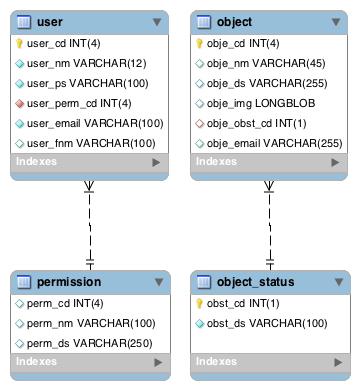 user
user_cd INT(4)
user_nm VARCHAR(12)
user_ps VARCHAR(100)
user_perm_cd INT(4)
user_email VARCHAR(100)
user_fnm VARCHAR(100)
Indexes
object
obje_cd INT(4)
obje_nm VARCHAR(45)
obje_ds VARCHAR(255)
obje_img LONGBLOB
obje_obst_cd INT(1)
obje_email VARCHAR(255)
Indexes
permission
perm_cd INT(4)
perm_nm VARCHAR(100)
perm_ds VARCHAR(250)
Indexes
object_status
obst_cd INT(1)
obst_ds VARCHAR(100)
Indexes